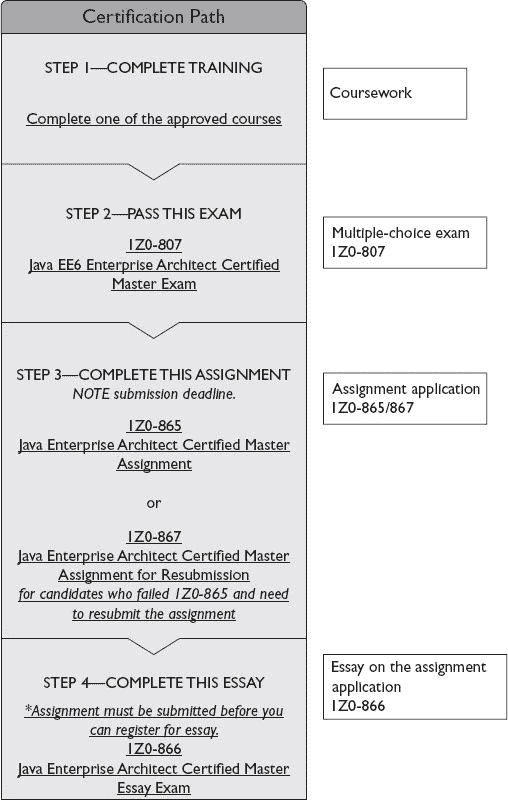 Certification Path
STEP 1—COMPLETE TRAINING
Complete one of the approved courses
Coursework
STEP 2—PASS THIS EXAM
1Z0-807
Java EE6 Enterprise Architect Certified
Master Exam
Multiple-choice exam
1Z0-807
STEP 3—COMPLETE THIS ASSIGNMENT
NOTE submission deadline.
1Z0-865
Java Enterprise Architect Certified Master
Assignment
or
1Z0-867
Java Enterprise Architect Certified Master
Assignment for Resubmission
for candidates who failed 1Z0-865 and need
to resubmit the assignment
Assignment application
1Z0-865/867
STEP 4—COMPLETE THIS ESSAY
*Assignment must be submitted before you
can register for essay.
1Z0-866
Java Enterprise Architect Certified Master
Essay Exam
Essay on the assignment
application
1Z0-866